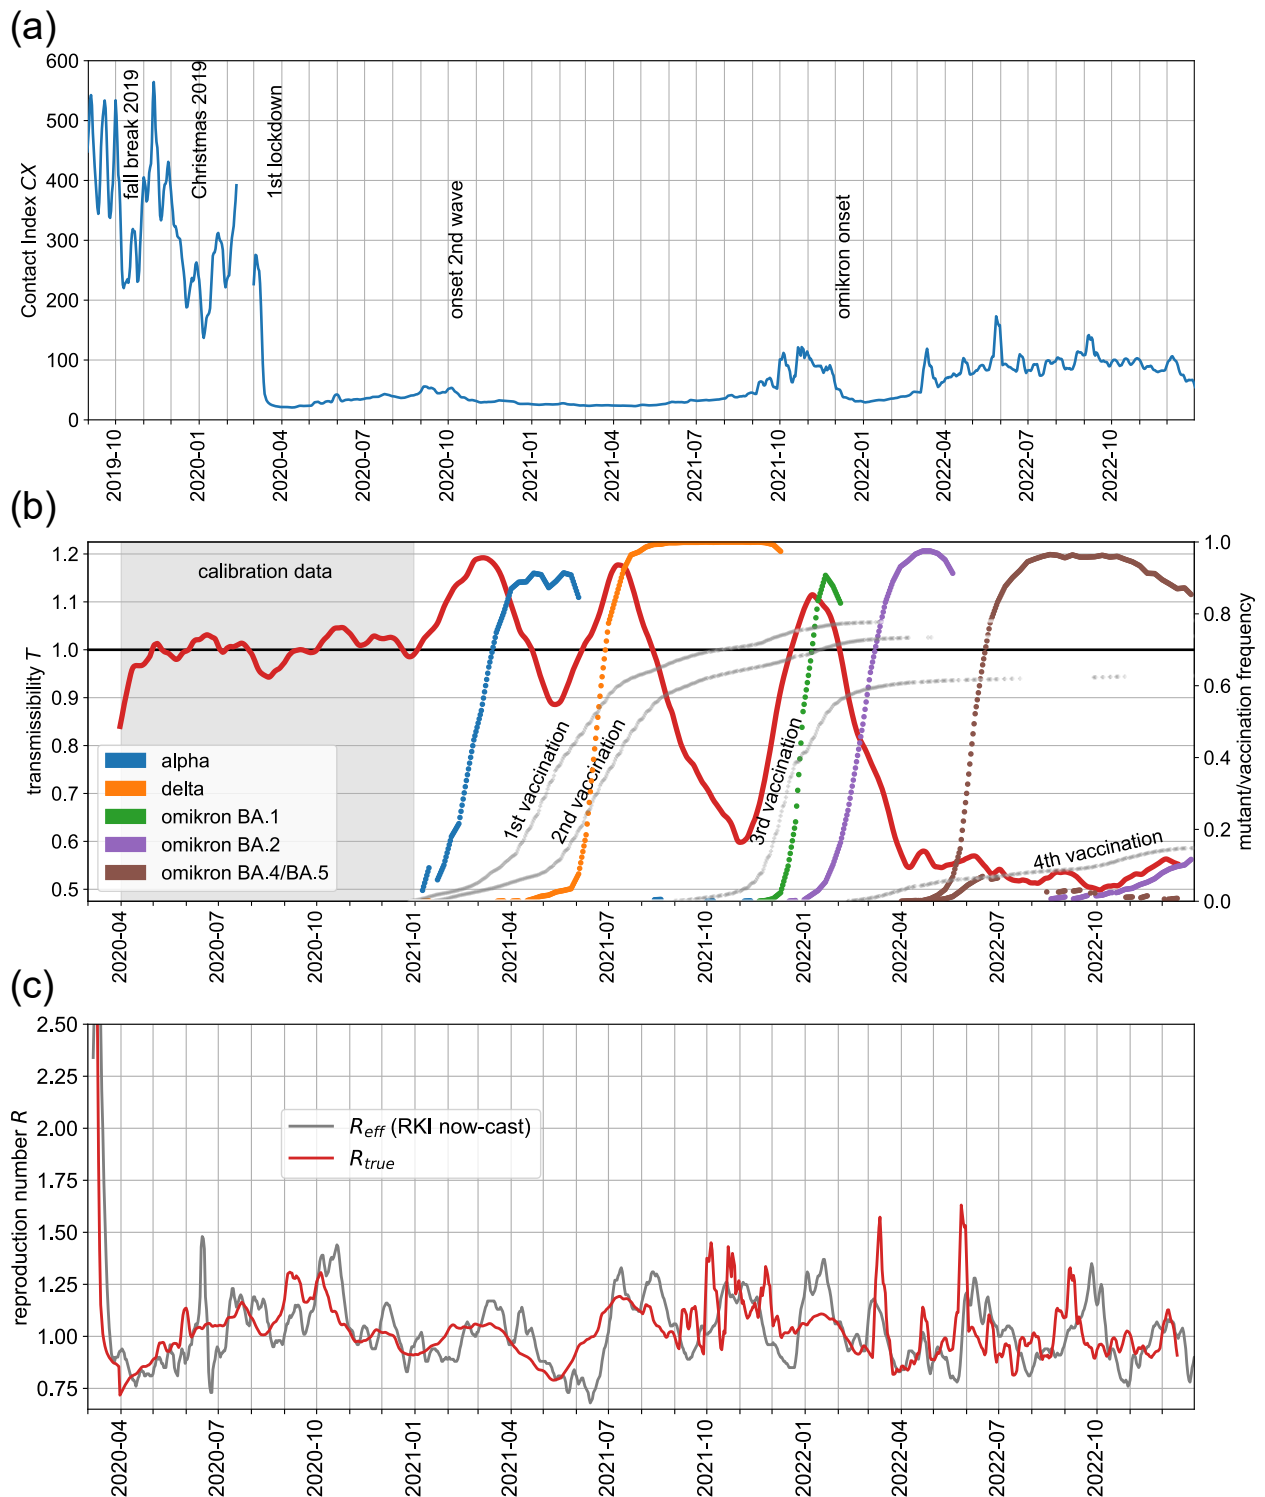 (a)
600
500
400
300
200
100
0
Contact Index CX
fall break 2019
Christmas 2019
1st lockdown
onset 2nd wave
omikron onset
2019-10
2020-01
2020-04
2020-07
2020-10
2021-01
2021-04
2021-07
2021-10
2022-01
2022-04
2022-07
2022-10
(b)
1.2
1.1
1.0
0.9
0.8
0.7
0.6
0.5
transmissibility T
calibration data
alpha
delta
omikron BA.1
omikron BA.2
omikron BA.4/BA.5
1st vaccination
2nd vaccination
3rd vaccination
4th vaccination
1.0
0.8
0.6
0.4
0.2
0.0
mutant/vaccination frequency
2020-04
2020-07
2020-10
2021-01
2021-04
2021-07
2021-10
2022-01
2022-04
2022-07
2022-10
(c)
2.50
2.25
2.00
1.75
1.50
1.25
1.00
0.75
reproduction number R
Reff (RKI now-cast)
Rtrue
2020-04
2020-07
2020-10
2021-01
2021-04
2021-07
2021-10
2022-01
2022-04
2022-07
2022-10